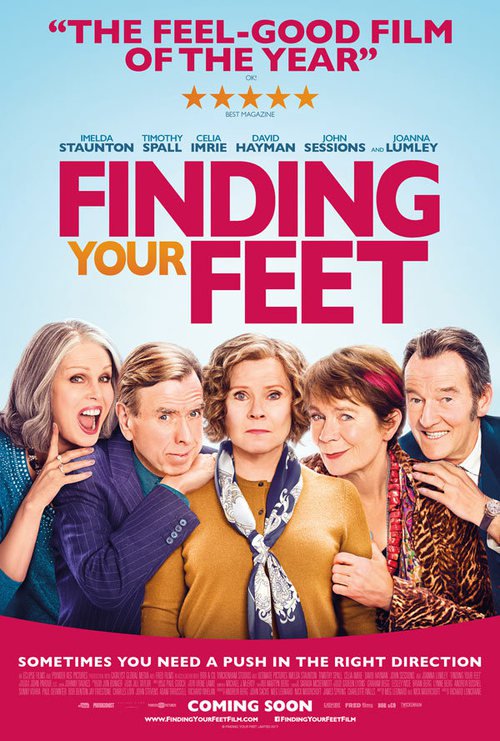 “THE FEEL-GOOD FILM
OF THE YEAR”
OK!
BEST MAGAZINE
IMELDA STAUNTON TIMOTHY SPALL CELIA IMRIE DAVID HAYMAN JOHN SESSIONS AND JOANNA LUMLEY
FINDING
YOUR FEET
SOMETIMES YOU NEED A PUSH IN THE RIGHT DIRECTION
COMING SOON
WWW.FINDINGYOURFEETFILM.COM FINDINGYOURFEETFILM